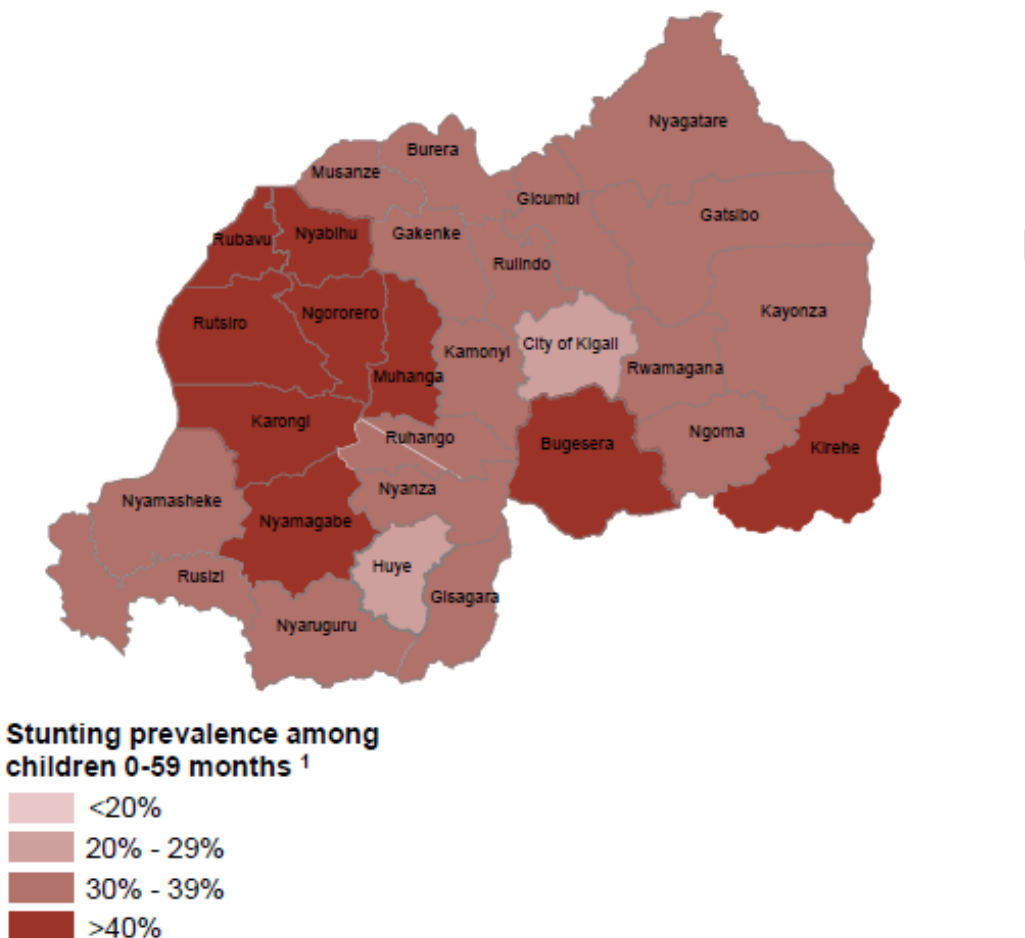 Nyagatare
Burera
Musanze
Gicumbi
Gatsibo
Gakenke
Rubavu
Nyabihu
Rulindo
Ngororero
Kayonza
Rutsiro
City of Kigali
Kamonyi
Rwamagana
Muhanga
Karongi
Ngoma
Ruhango
Bugesera
Kirehe
Nyanza
Nyamasheke
Nyamagabe
Huye
Rusizi
Gisagara
Nyaruguru
Stunting prevalence among
children 0-59 months ¹
<20%
20% - 29%
30% - 39%
>40%